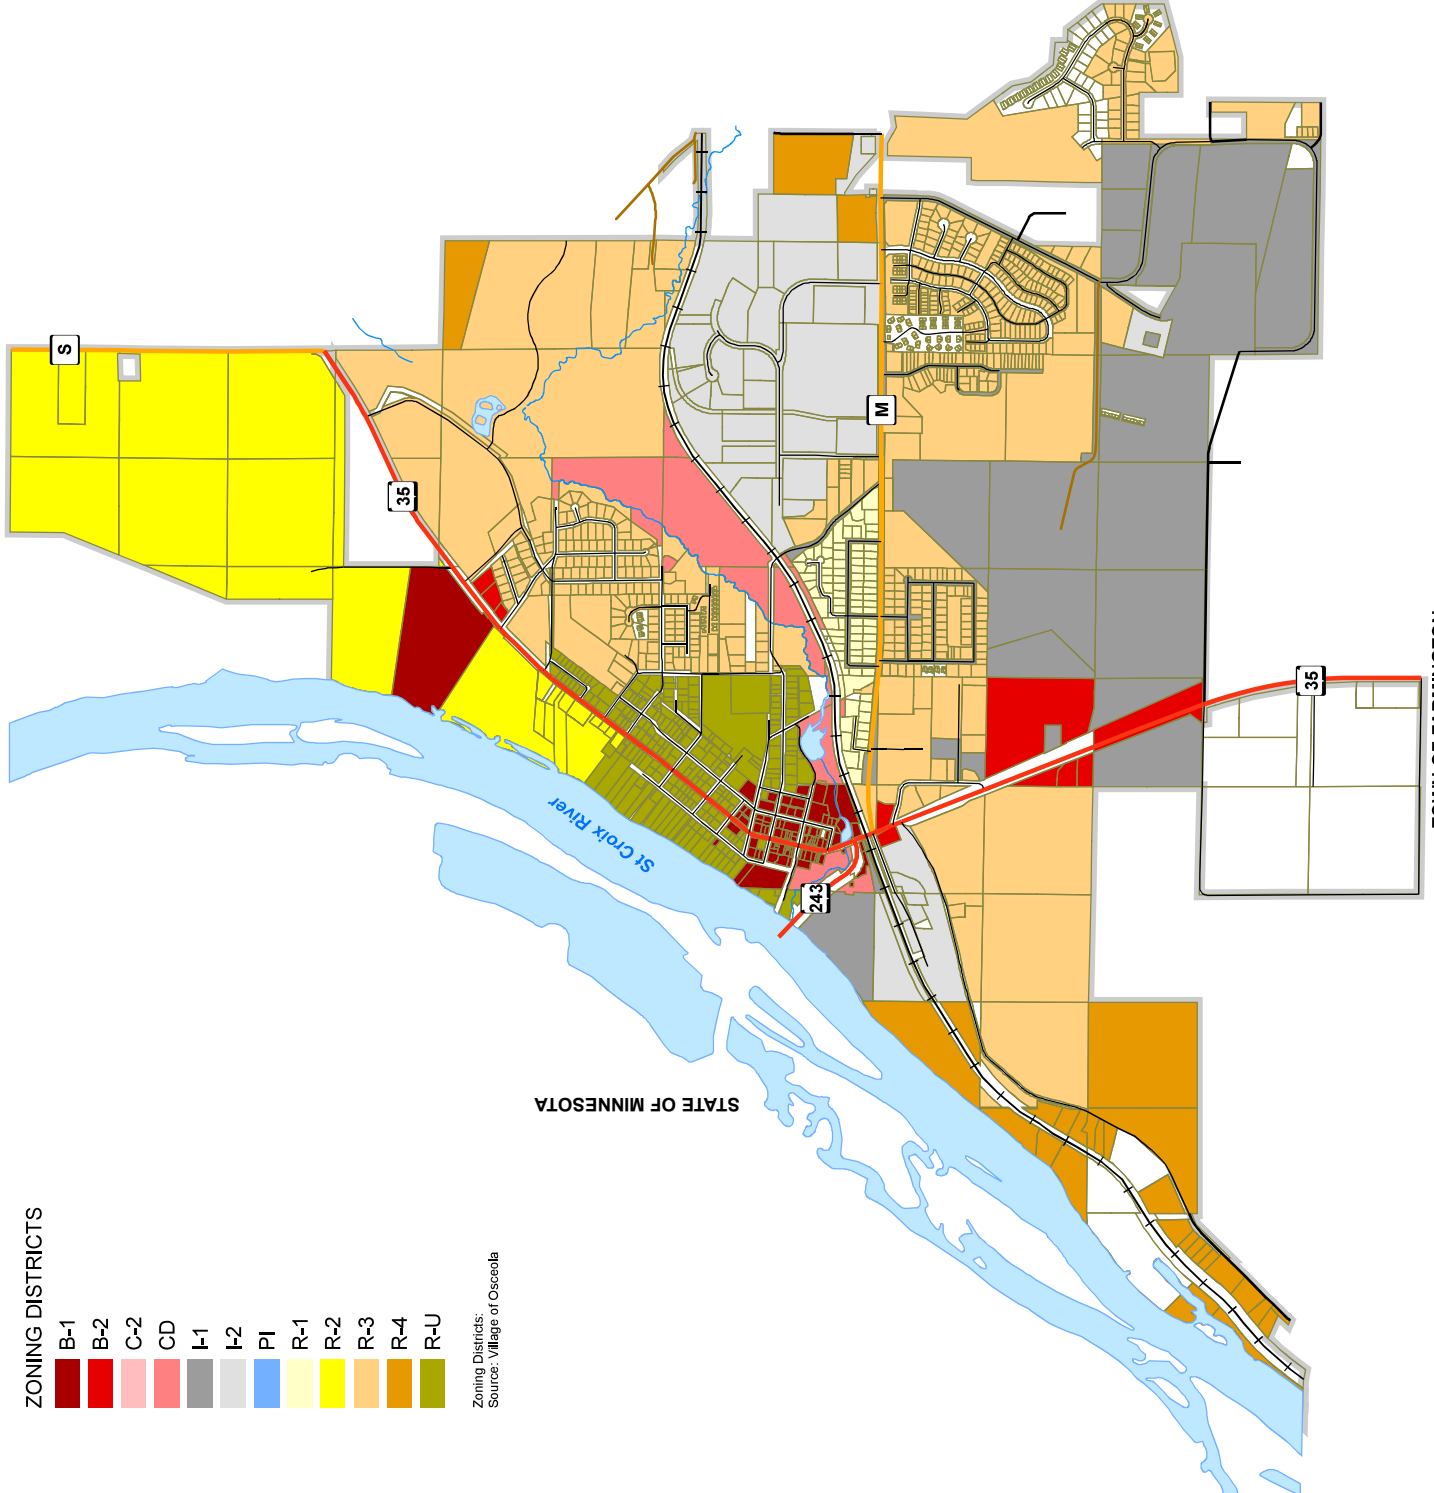 ZONING DISTRICTS
B-1
B-2
C-2
CD
I-1
I-2
PI
R-1
R-2
R-3
R-4
R-U
Zoning Districts:
Source: Village of Osceola
S
35
M
35
243
St Croix River
STATE OF MINNESOTA